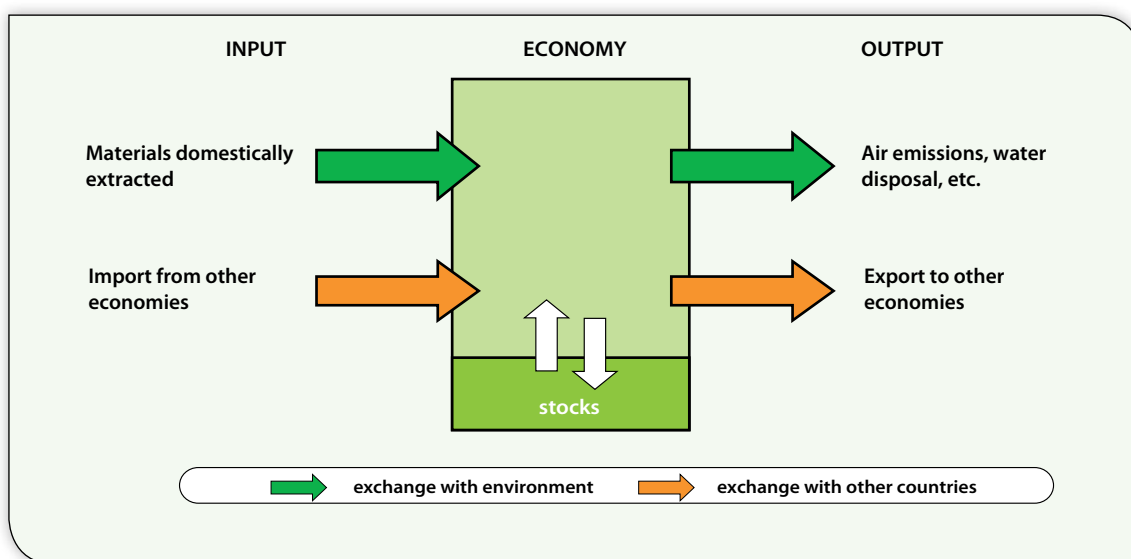 INPUT
ECONOMY
OUTPUT
Materials domestically
extracted
Air emissions, water
disposal, etc.
Import from other
economies
Export to other
economies
stocks
exchange with environment
exchange with other countries